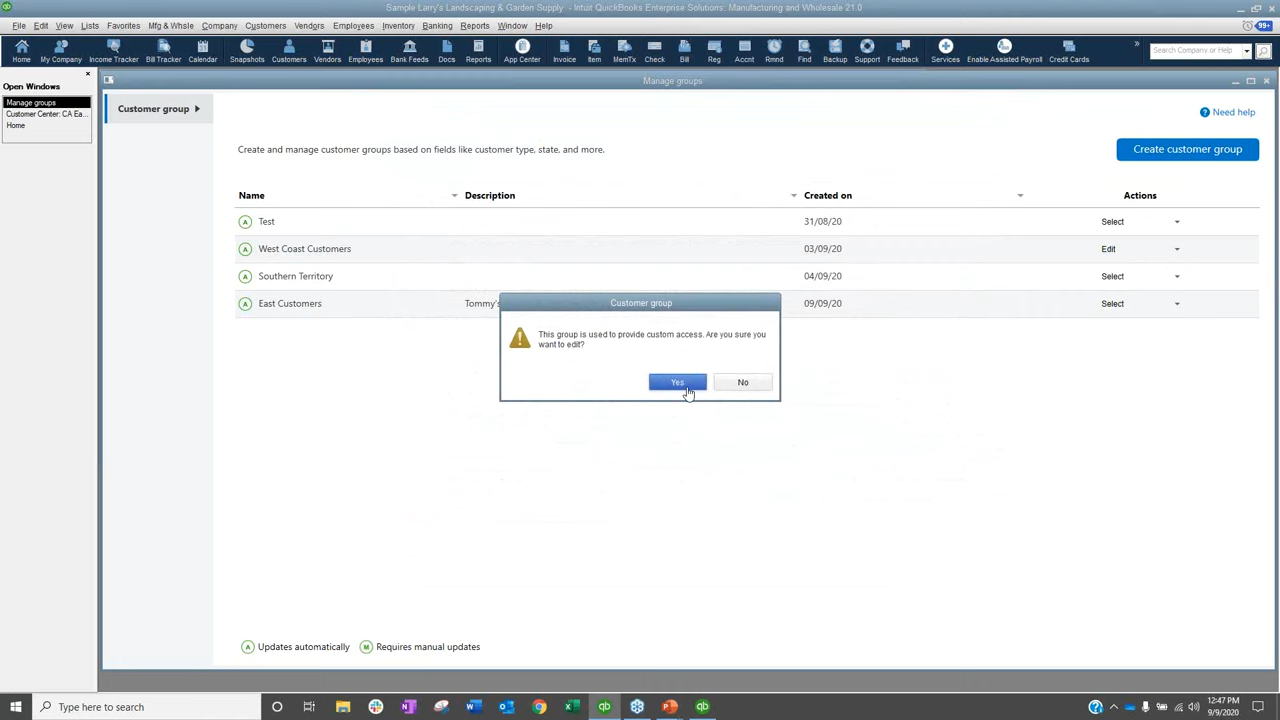 Sample Larry's Landscaping & Garden Supply - Intuit QuickBooks Enterprise Solutions: Manufacturing and Wholesale 21.0
File Edit View Lists Favorites Mfg & Whsle Company Customers Vendors Employees Inventory Banking Reports Window Help
99+
Home My Company Income Tracker Bill Tracker Calendar Snapshots Customers Vendors Employees Bank Feeds Docs Reports App Center Invoice Item MemTx Check Bill Reg Accnt Rmnd Find Backup Support Feedback Services Enable Assisted Payroll Credit Cards
Search Company or Help
Open Windows
Manage groups
Customer Center: CA Ea...
Home
Manage groups
Customer group
Need help
Create and manage customer groups based on fields like customer type, state, and more.
Create customer group
Name Description Created on Actions
A Test 31/08/20 Select
A West Coast Customers 03/09/20 Edit
A Southern Territory 04/09/20 Select
A East Customers Tommy's 09/09/20 Select
Customer group
This group is used to provide custom access. Are you sure you
want to edit?
Yes No
A Updates automatically M Requires manual updates
Type here to search
12:47 PM
9/9/2020